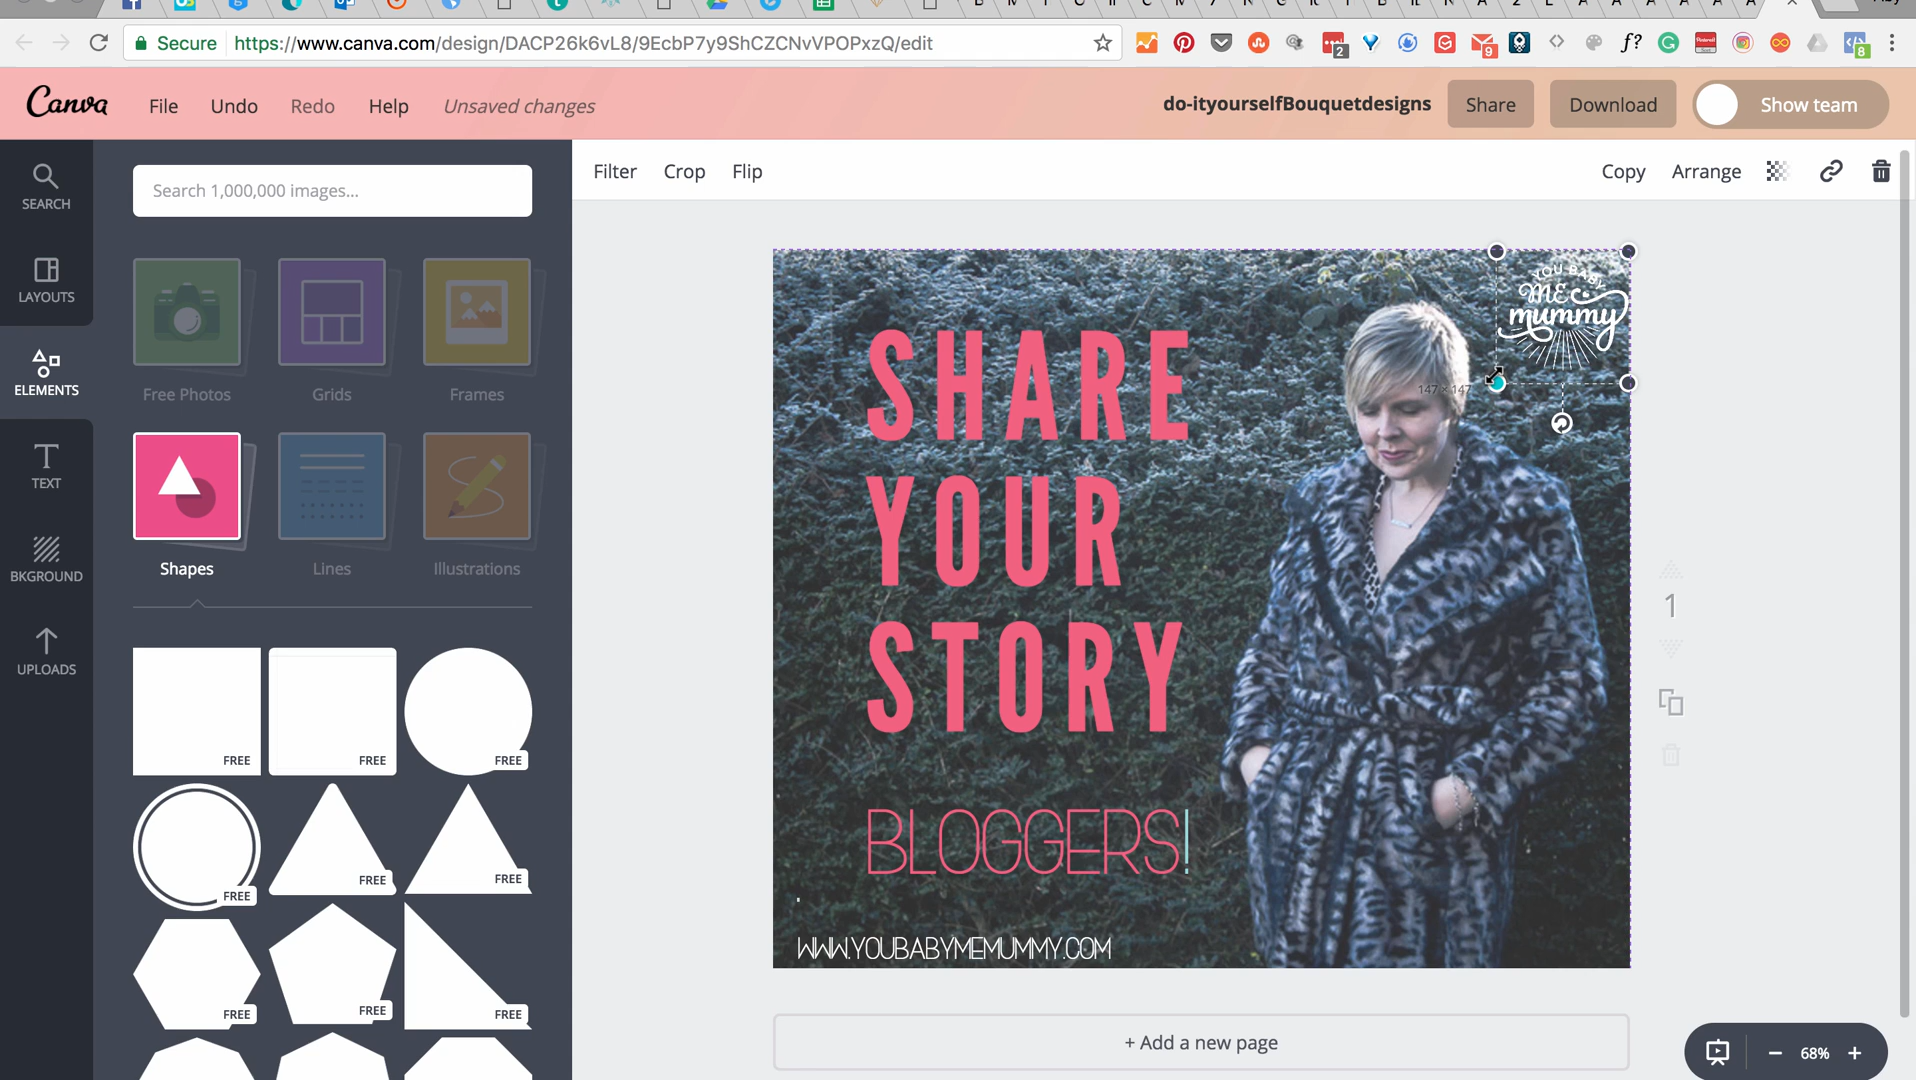 Secure https://www.canva.com/design/DACP26k6vL8/9EcbP7y9ShCZCNvVPOPxzQ/edit
2
9
f?
8
Canva
File
Undo
Redo
Help
Unsaved changes
do-ityourselfBouquetdesigns
Share
Download
Show team
SEARCH
LAYOUTS
ELEMENTS
TEXT
BKGROUND
UPLOADS
Search 1,000,000 images...
Free Photos
Grids
Frames
Shapes
Lines
Illustrations
FREE
FREE
FREE
FREE
FREE
FREE
FREE
FREE
FREE
Filter
Crop
Flip
Copy
Arrange
YOU BABY
ME
mummy
147 × 147
SHARE
YOUR
STORY
BLOGGERS!
WWW.YOUBABYMEMUMMY.COM
1
+ Add a new page
68%